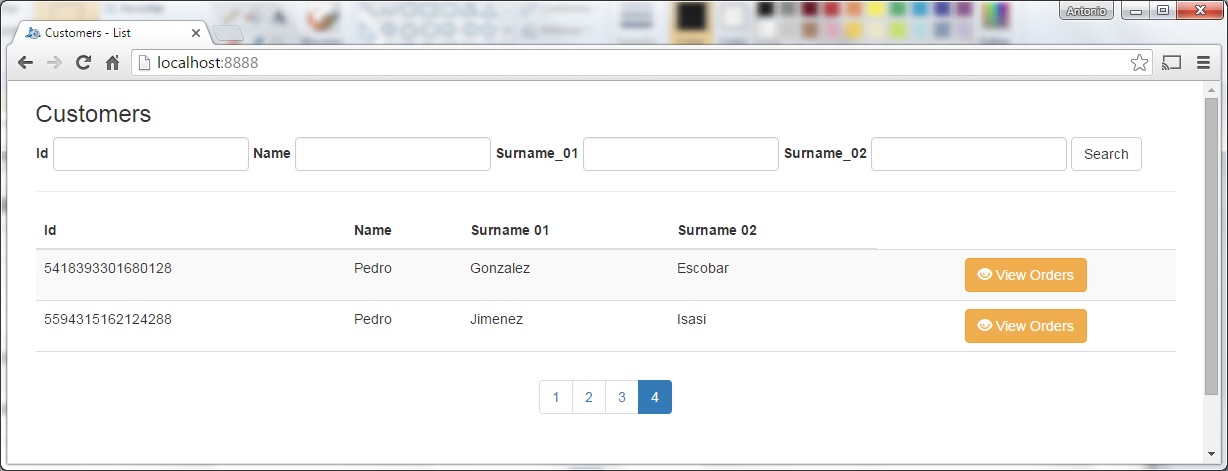 Antonio
Customers - List
localhost:8888
Customers
Id Name Surname_01 Surname_02 Search
Id Name Surname 01 Surname 02
5418393301680128 Pedro Gonzalez Escobar View Orders
5594315162124288 Pedro Jimenez Isasi View Orders
1 2 3 4